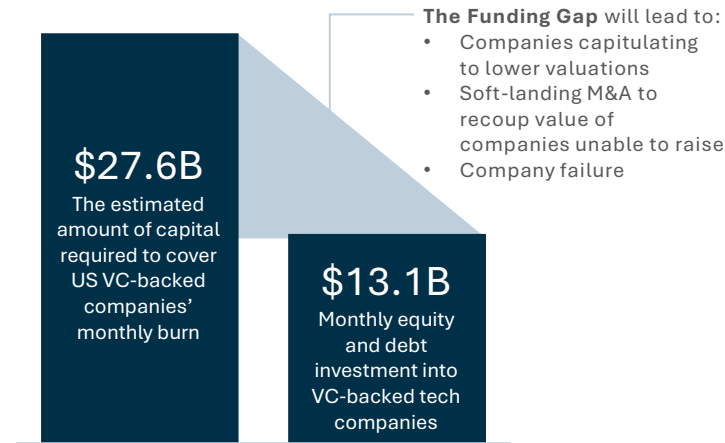 The Funding Gap will lead to:
• Companies capitulating
to lower valuations
• Soft-landing M&A to
recoup value of
companies unable to raise
• Company failure
$27.6B
The estimated
amount of capital
required to cover
US VC-backed
companies’
monthly burn
$13.1B
Monthly equity
and debt
investment into
VC-backed tech
companies